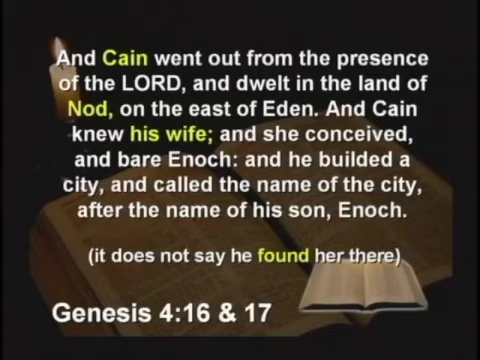 And Cain went out from the presence
of the LORD, and dwelt in the land of
Nod, on the east of Eden. And Cain
knew his wife; and she conceived,
and bare Enoch: and he builded a
city, and called the name of the city,
after the name of his son, Enoch.
(it does not say he found her there)
Genesis 4:16 & 17